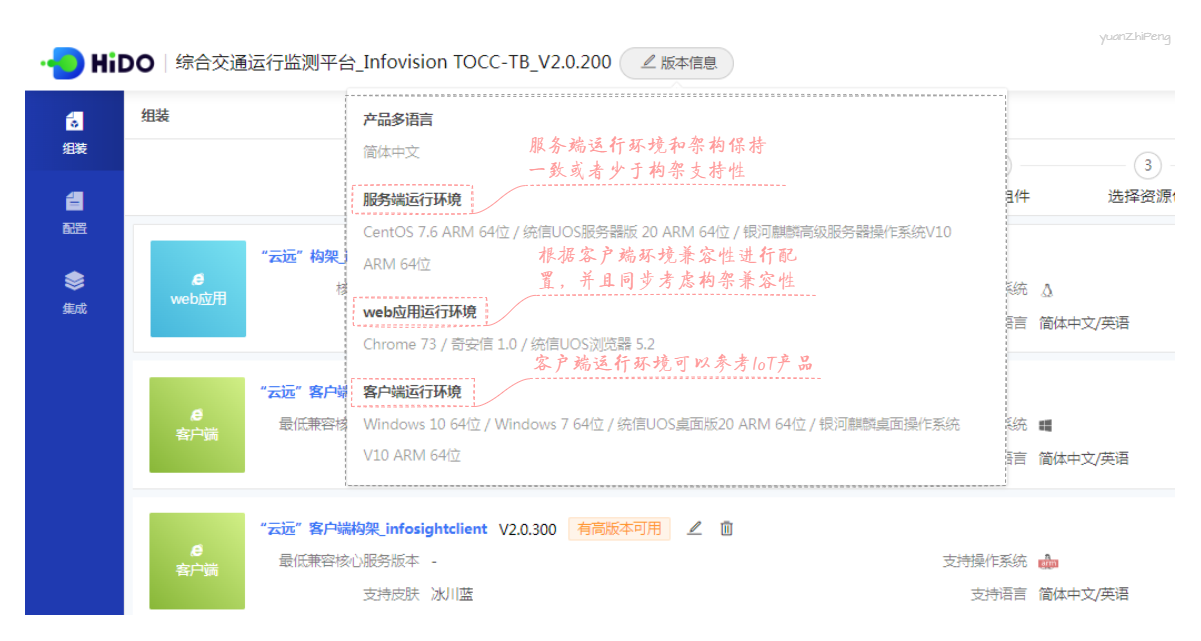 yuanZhiPeng
HiDO 综合交通运行监测平台_Infovision TOCC-TB_V2.0.200 版本信息
组装
配置
集成
组装
产品多语言
简体中文
服务端运行环境和架构保持
一致或者少于构架支持性
服务端运行环境
CentOS 7.6 ARM 64位 / 统信UOS服务器版 20 ARM 64位 / 银河麒麟高级服务器操作系统V10
ARM 64位
根据客户端环境兼容性进行配
置，并且同步考虑构架兼容性
web应用运行环境
Chrome 73 / 奇安信 1.0 / 统信UOS浏览器 5.2
客户端运行环境可以参考IoT产品
客户端运行环境
Windows 10 64位 / Windows 7 64位 / 统信UOS桌面版20 ARM 64位 / 银河麒麟桌面操作系统
V10 ARM 64位
3
组件
选择资源
web应用
“云远” 构架_
核
系统
语言 简体中文/英语
客户端
“云远” 客户端
最低兼容核
系统
语言 简体中文/英语
客户端
“云远” 客户端构架_infosightclient V2.0.300 有高版本可用
最低兼容核心服务版本 -
支持操作系统 arm
支持皮肤 冰川蓝
支持语言 简体中文/英语